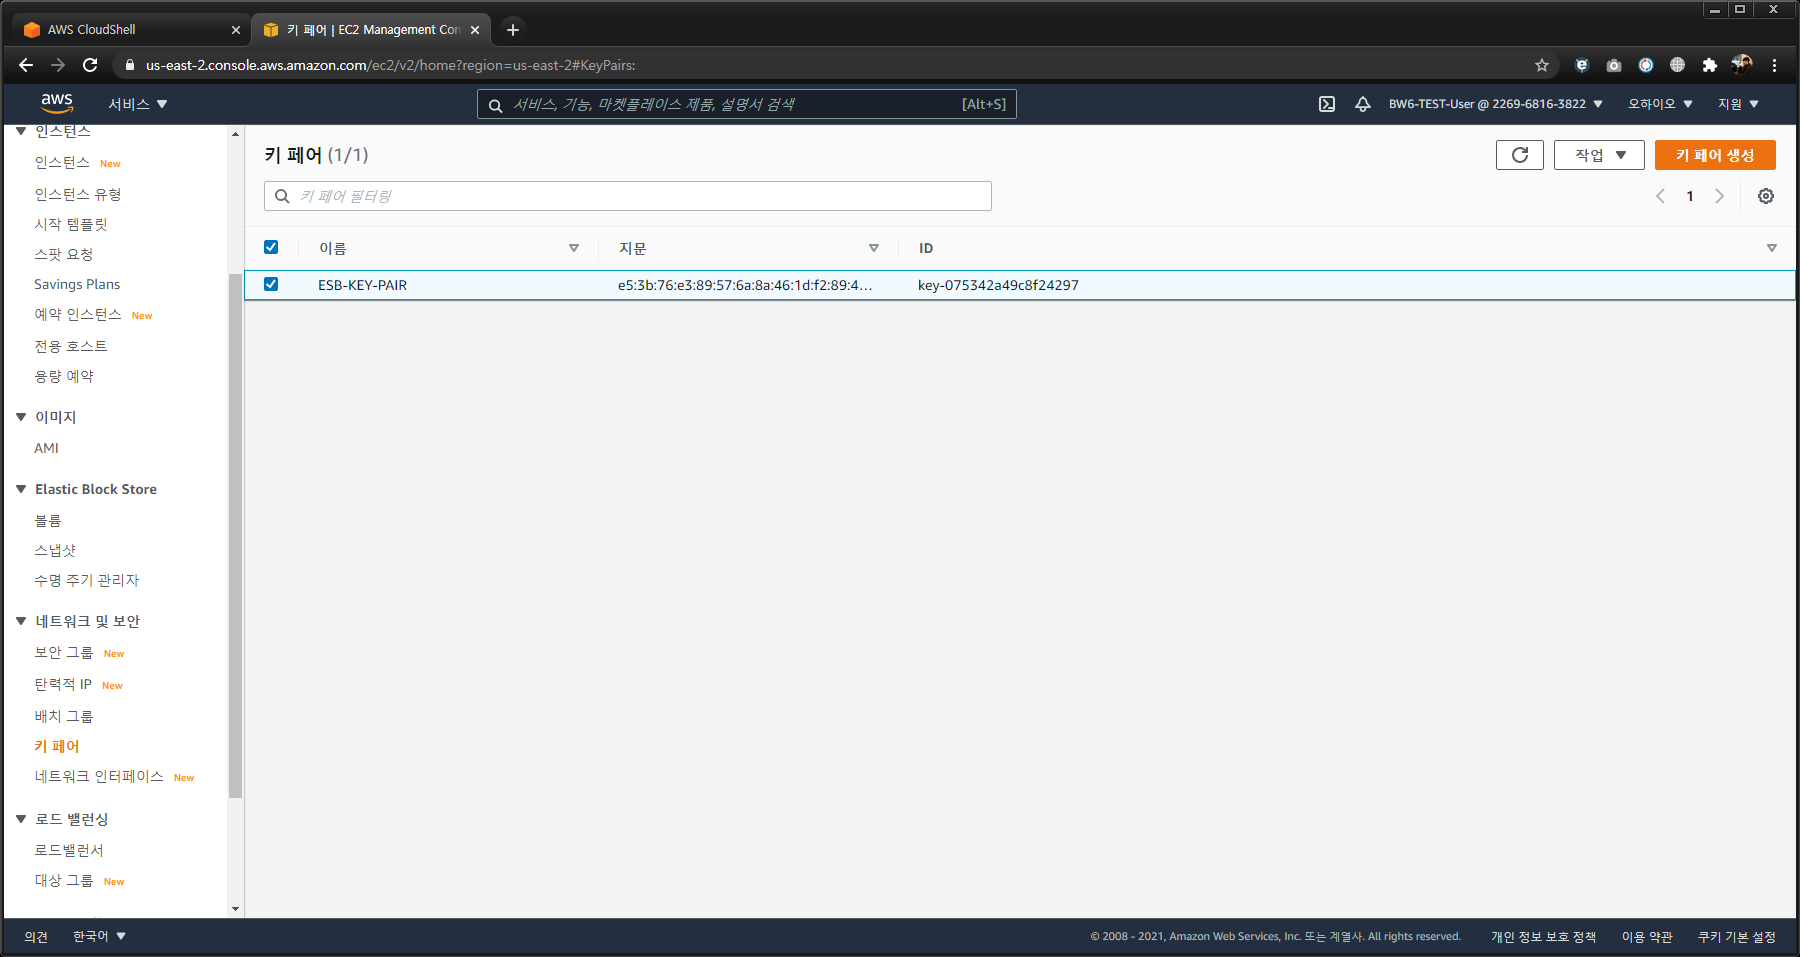 AWS CloudShell
키 페어 | EC2 Management Con
us-east-2.console.aws.amazon.com/ec2/v2/home?region=us-east-2#KeyPairs:
aws
서비스
서비스, 기능, 마켓플레이스 제품, 설명서 검색
[Alt+S]
BW6-TEST-User @ 2269-6816-3822
오하이오
지원
인스턴스
인스턴스 New
인스턴스 유형
시작 템플릿
스팟 요청
Savings Plans
예약 인스턴스 New
전용 호스트
용량 예약
이미지
AMI
Elastic Block Store
볼륨
스냅샷
수명 주기 관리자
네트워크 및 보안
보안 그룹 New
탄력적 IP New
배치 그룹
키 페어
네트워크 인터페이스 New
로드 밸런싱
로드밸런서
대상 그룹 New
키 페어 (1/1)
작업
키 페어 생성
키 페어 필터링
1
이름
지문
ID
ESB-KEY-PAIR
e5:3b:76:e3:89:57:6a:8a:46:1d:f2:89:4...
key-075342a49c8f24297
의견
한국어
© 2008 - 2021, Amazon Web Services, Inc. 또는 계열사. All rights reserved.
개인 정보 보호 정책
이용 약관
쿠키 기본 설정